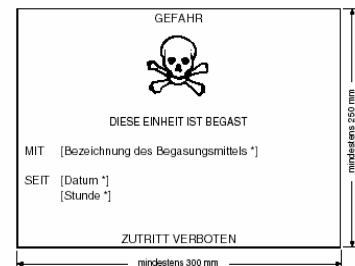 GEFAHR
DIESE EINHEIT IST BEGAST
MIT [Bezeichnung des Begasungsmittels *]
SEIT [Datum *]
[Stunde *]
ZUTRITT VERBOTEN
mindestens 250 mm
mindestens 300 mm